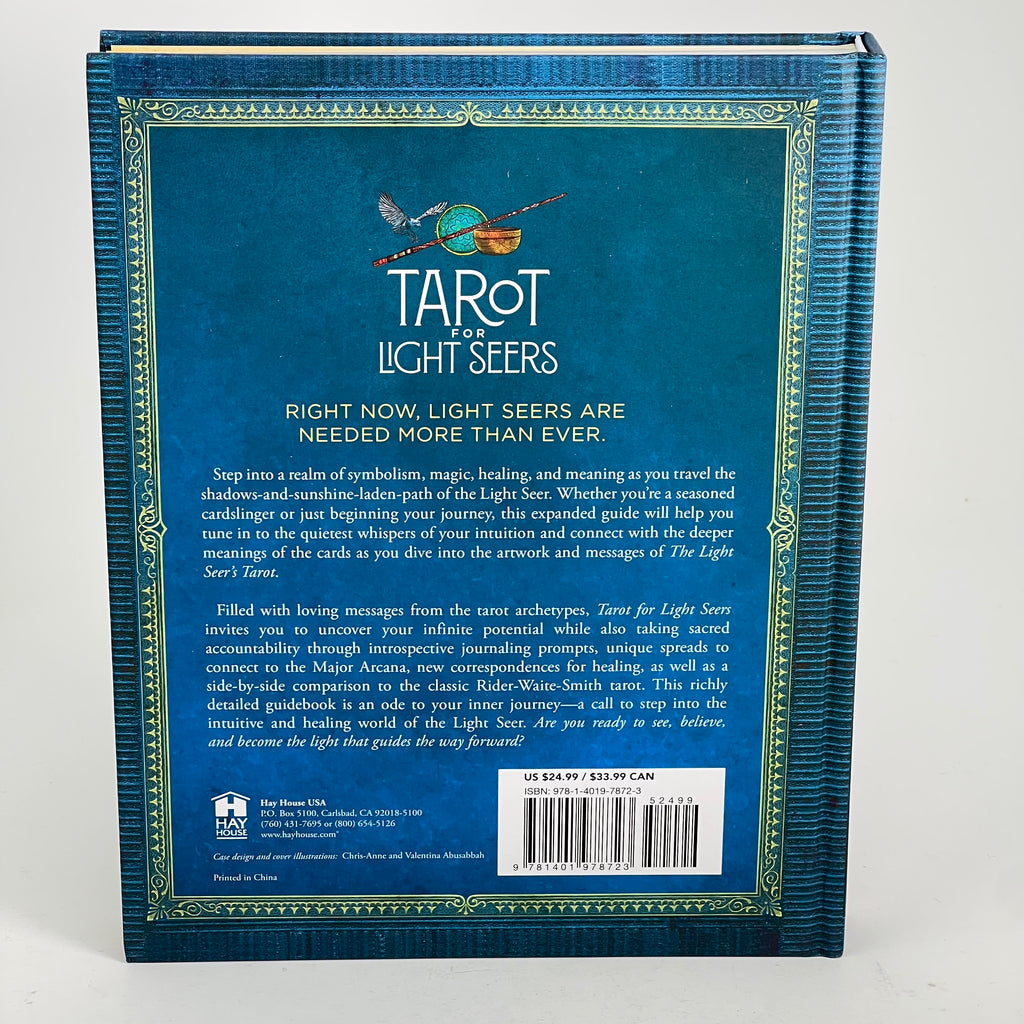 TAROT
FOR
LIGHT SEERS
RIGHT NOW, LIGHT SEERS ARE
NEEDED MORE THAN EVER.
Step into a realm of symbolism, magic, healing, and meaning as you travel the
shadows-and-sunshine-laden-path of the Light Seer. Whether you're a seasoned
cardslinger or just beginning your journey, this expanded guide will help you
tune in to the quietest whispers of your intuition and connect with the deeper
meanings of the cards as you dive into the artwork and messages of The Light
Seer's Tarot.
Filled with loving messages from the tarot archetypes, Tarot for Light Seers
invites you to uncover your infinite potential while also taking sacred
accountability through introspective journaling prompts, unique spreads to
connect to the Major Arcana, new correspondences for healing, as well as a
side-by-side comparison to the classic Rider-Waite-Smith tarot. This richly
detailed guidebook is an ode to your inner journey—a call to step into the
intuitive and healing world of the Light Seer. Are you ready to see, believe,
and become the light that guides the way forward?
HAY
HOUSE
Hay House USA
P.O. Box 5100, Carlsbad, CA 92018-5100
(760) 431-7695 or (800) 654-5126
www.hayhouse.com®
Case design and cover illustrations: Chris-Anne and Valentina Abusabbah
Printed in China
US $24.99 / $33.99 CAN
ISBN: 978-1-4019-7872-3
52499
9 781401 978723